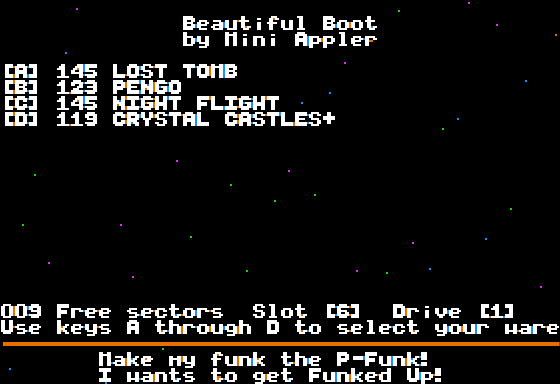 Beautiful Boot
by Mini Appler
[A] 145 LOST TOMB
[B] 123 PENGO
[C] 145 NIGHT FLIGHT
[D] 119 CRYSTAL CASTLES+
009 Free sectors Slot [6] Drive [1]
Use keys A through D to select your ware
Make my funk the P-Funk!
I wants to get Funked Up!